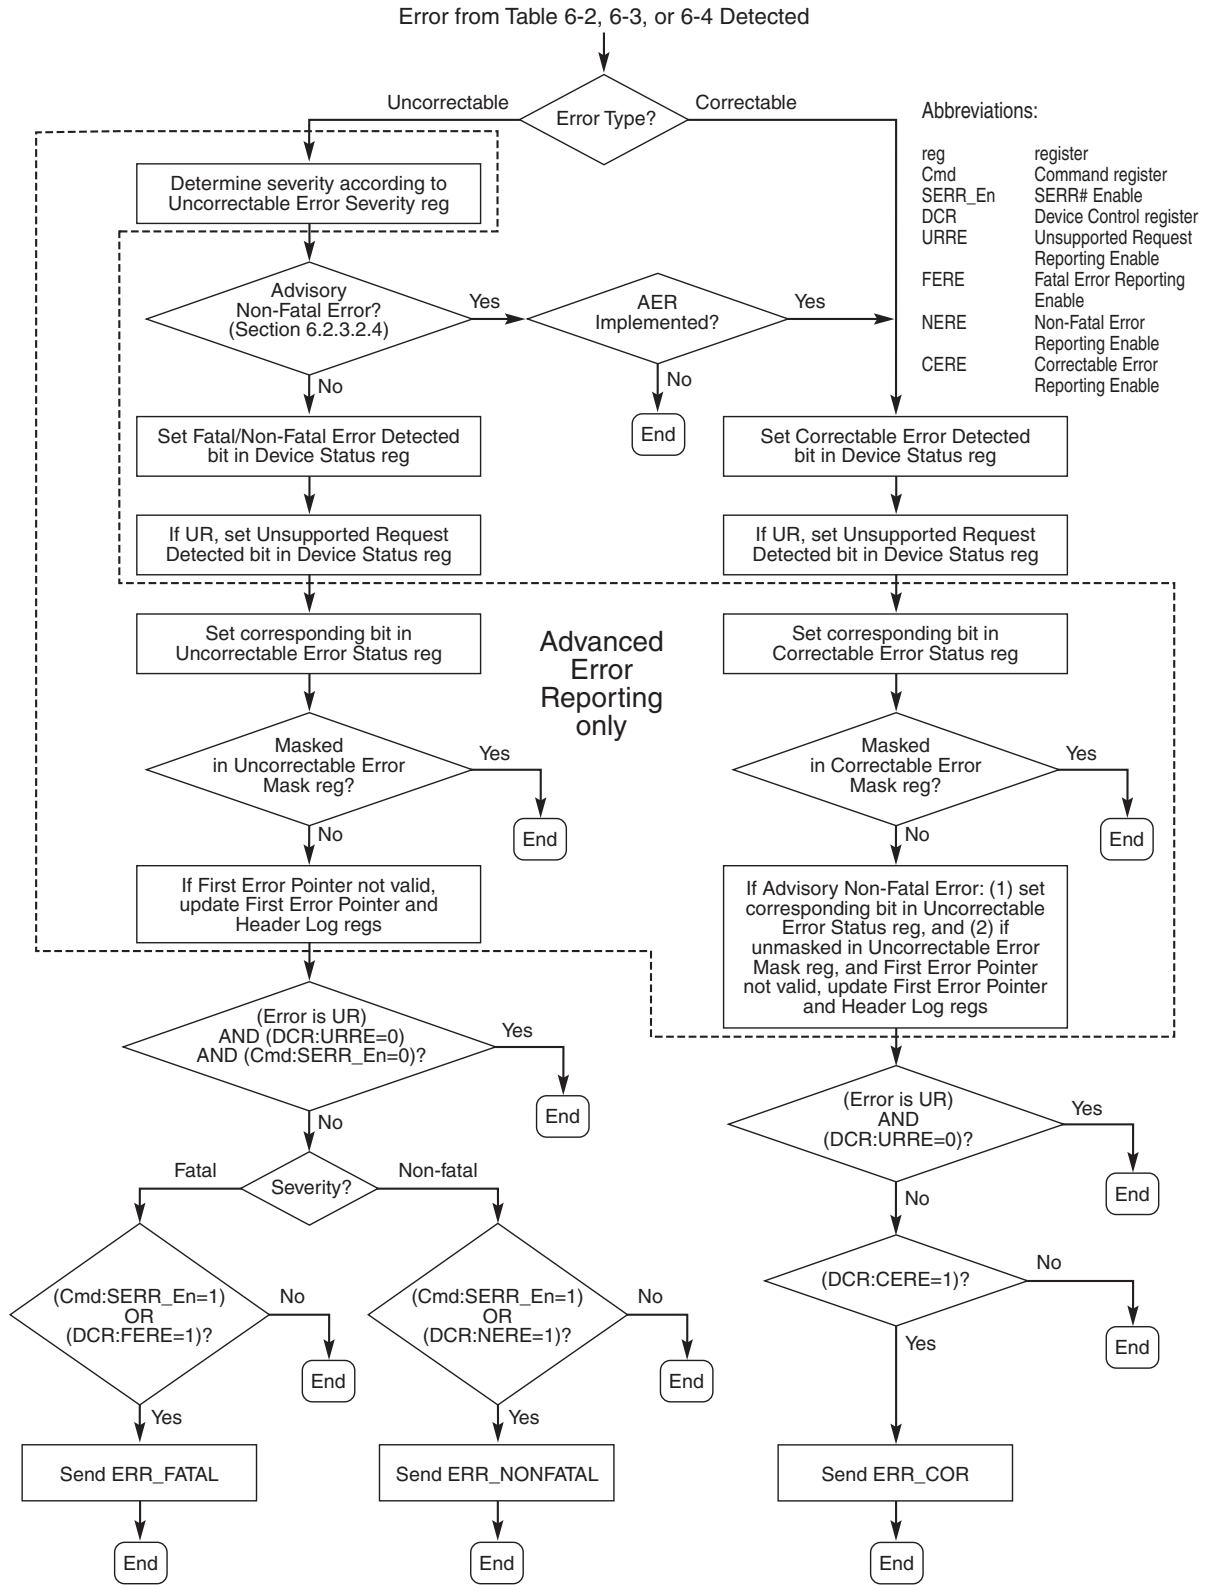 Error from Table 6-2, 6-3, or 6-4 Detected
Uncorrectable
Error Type?
Correctable
Abbreviations:
reg register
Cmd Command register
SERR_En SERR# Enable
DCR Device Control register
URRE Unsupported Request
Reporting Enable
FERE Fatal Error Reporting
Enable
NERE Non-Fatal Error
Reporting Enable
CERE Correctable Error
Reporting Enable
Determine severity according to
Uncorrectable Error Severity reg
Advisory
Non-Fatal Error?
(Section 6.2.3.2.4)
Yes
AER
Implemented?
Yes
No
No
End
Set Fatal/Non-Fatal Error Detected
bit in Device Status reg
Set Correctable Error Detected
bit in Device Status reg
If UR, set Unsupported Request
Detected bit in Device Status reg
If UR, set Unsupported Request
Detected bit in Device Status reg
Set corresponding bit in
Uncorrectable Error Status reg
Advanced
Error
Reporting
only
Set corresponding bit in
Correctable Error Status reg
Masked
in Uncorrectable Error
Mask reg?
Yes
End
No
Masked
in Correctable Error
Mask reg?
Yes
End
No
If First Error Pointer not valid,
update First Error Pointer and
Header Log regs
If Advisory Non-Fatal Error: (1) set
corresponding bit in Uncorrectable
Error Status reg, and (2) if
unmasked in Uncorrectable Error
Mask reg, and First Error Pointer
not valid, update First Error Pointer
and Header Log regs
(Error is UR)
AND (DCR:URRE=0)
AND (Cmd:SERR_En=0)?
Yes
End
No
(Error is UR)
AND
(DCR:URRE=0)?
Yes
End
No
Fatal
Severity?
Non-fatal
(Cmd:SERR_En=1)
OR
(DCR:FERE=1)?
No
End
Yes
(Cmd:SERR_En=1)
OR
(DCR:NERE=1)?
No
End
Yes
(DCR:CERE=1)?
No
End
Yes
Send ERR_FATAL
Send ERR_NONFATAL
Send ERR_COR
End
End
End